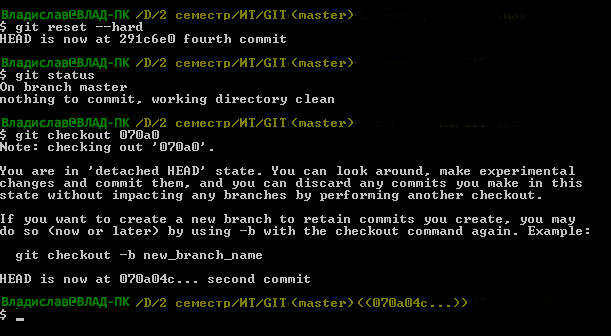 Владислав@ВЛАД-ПК /D/2 семестр/ИТ/GIT(master)
$ git reset --hard
HEAD is now at 291c6e0 fourth commit
Владислав@ВЛАД-ПК /D/2 семестр/ИТ/GIT(master)
$ git status
On branch master
nothing to commit, working directory clean
Владислав@ВЛАД-ПК /D/2 семестр/ИТ/GIT(master)
$ git checkout 070a0
Note: checking out '070a0'.
You are in 'detached HEAD' state. You can look around, make experimental
changes and commit them, and you can discard any commits you make in this
state without impacting any branches by performing another checkout.
If you want to create a new branch to retain commits you create, you may
do so (now or later) by using -b with the checkout command again. Example:
git checkout -b new_branch_name
HEAD is now at 070a04c... second commit
Владислав@ВЛАД-ПК /D/2 семестр/ИТ/GIT(master)((070a04c...))
$ _